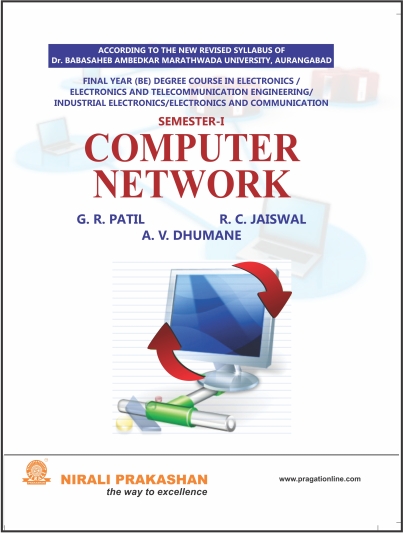 ACCORDING TO THE NEW REVISED SYLLABUS OF
Dr. BABASAHEB AMBEDKAR MARATHWADA UNIVERSITY, AURANGABAD
FINAL YEAR (BE) DEGREE COURSE IN ELECTRONICS /
ELECTRONICS AND TELECOMMUNICATION ENGINEERING/
INDUSTRIAL ELECTRONICS/ELECTRONICS AND COMMUNICATION
SEMESTER-I
COMPUTER
NETWORK
G. R. PATIL R. C. JAISWAL
A. V. DHUMANE
NIRALI PRAKASHAN
the way to excellence
www.pragationline.com